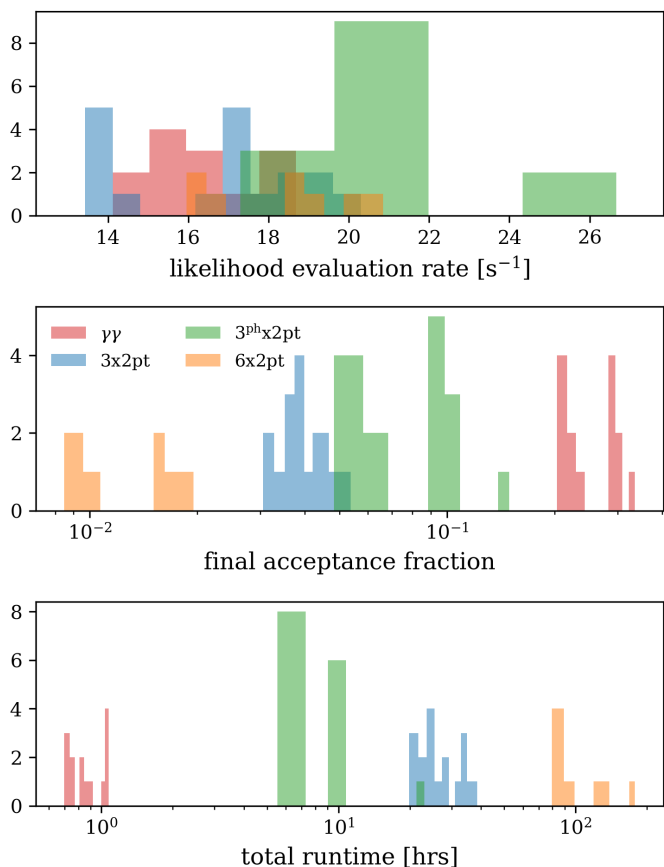 8
6
4
2
0
14 16 18 20 22 24 26
likelihood evaluation rate [s⁻¹]
γγ 3ᵖʰx2pt
3x2pt 6x2pt
4
2
0
10⁻² 10⁻¹
final acceptance fraction
8
6
4
2
0
10⁰ 10¹ 10²
total runtime [hrs]